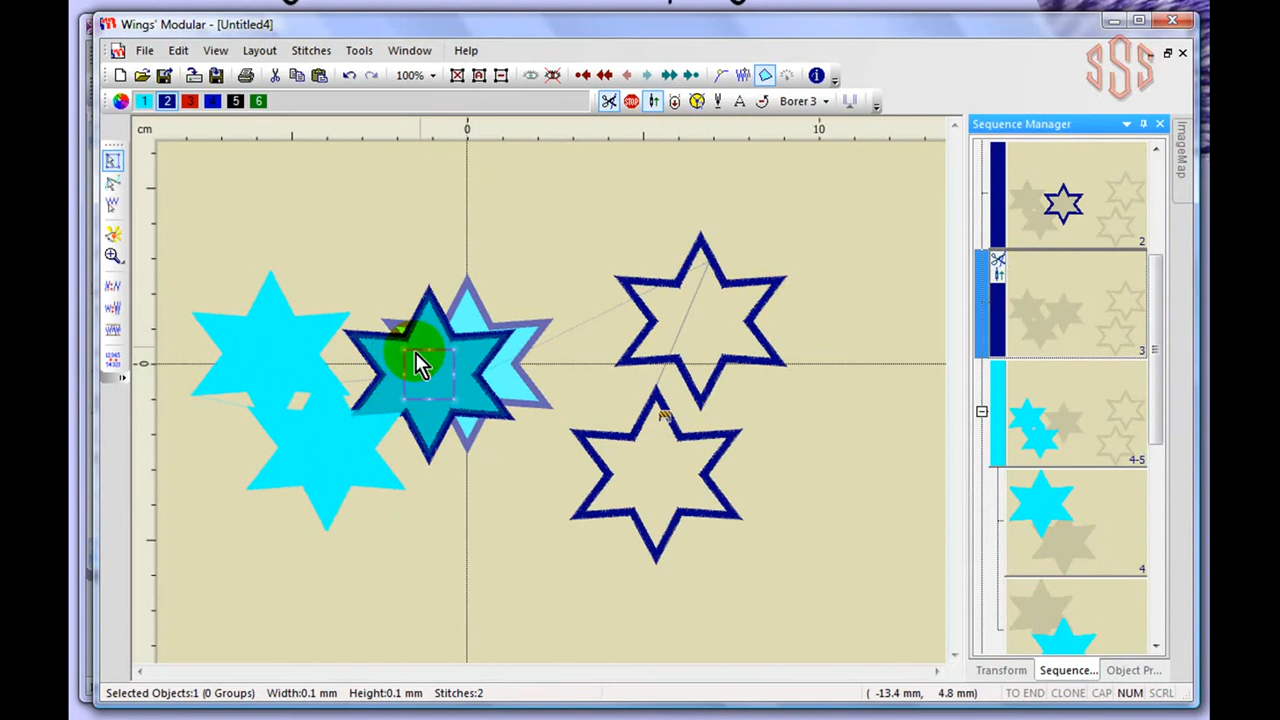 Wings' Modular - [Untitled4]
SSS
File Edit View Layout Stitches Tools Window Help
100%
1 2 3 4 5 6 Borer 3
cm 0 10
Sequence Manager
ImageMap
2
3
0
4-5
4
Transform Sequence... Object Pr...
Selected Objects:1 (0 Groups) Width:0.1 mm Height:0.1 mm Stitches:2 ( -13.4 mm, 4.8 mm) TO END CLONE CAP NUM SCRL